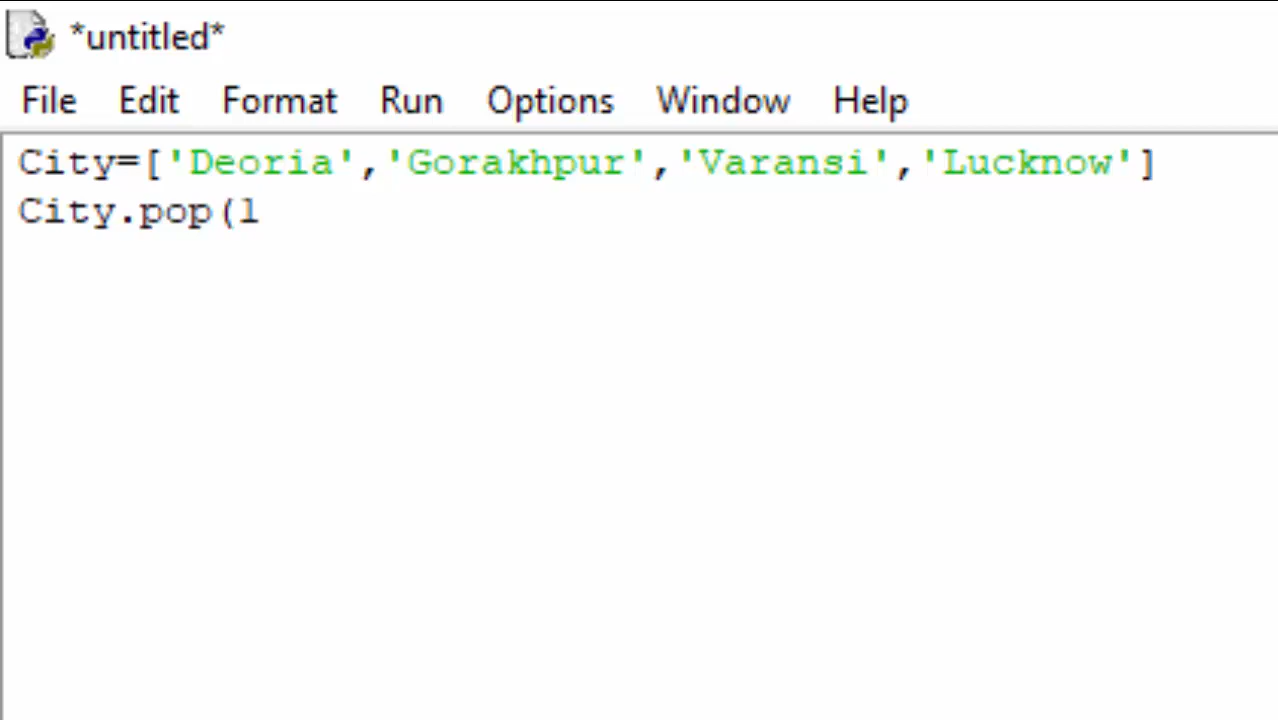 *untitled*
File Edit Format Run Options Window Help
City=['Deoria','Gorakhpur','Varansi','Lucknow']
City.pop(1